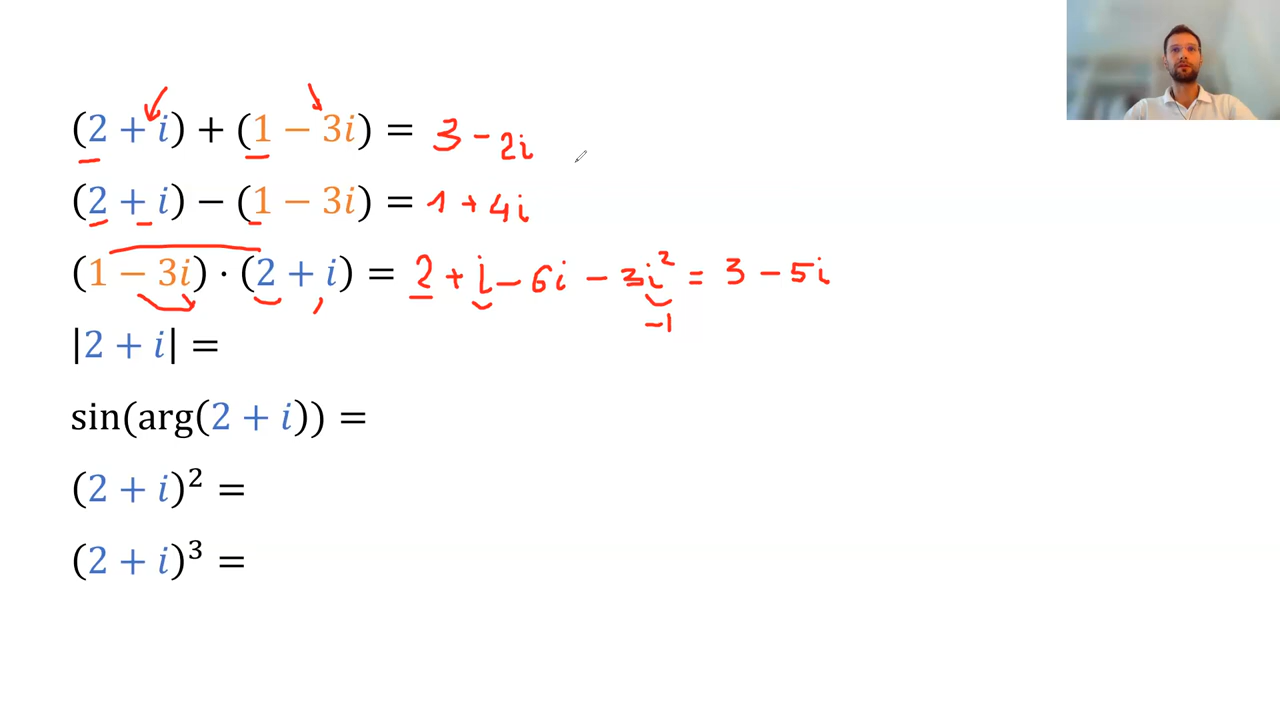 (2 + i) + (1 − 3i) = 3 - 2i
(2 + i) − (1 − 3i) = 1 + 4i
(1 − 3i) · (2 + i) = 2 + i - 6i - 3i² = 3 - 5i
-1
|2 + i| =
sin(arg(2 + i)) =
(2 + i)² =
(2 + i)³ =